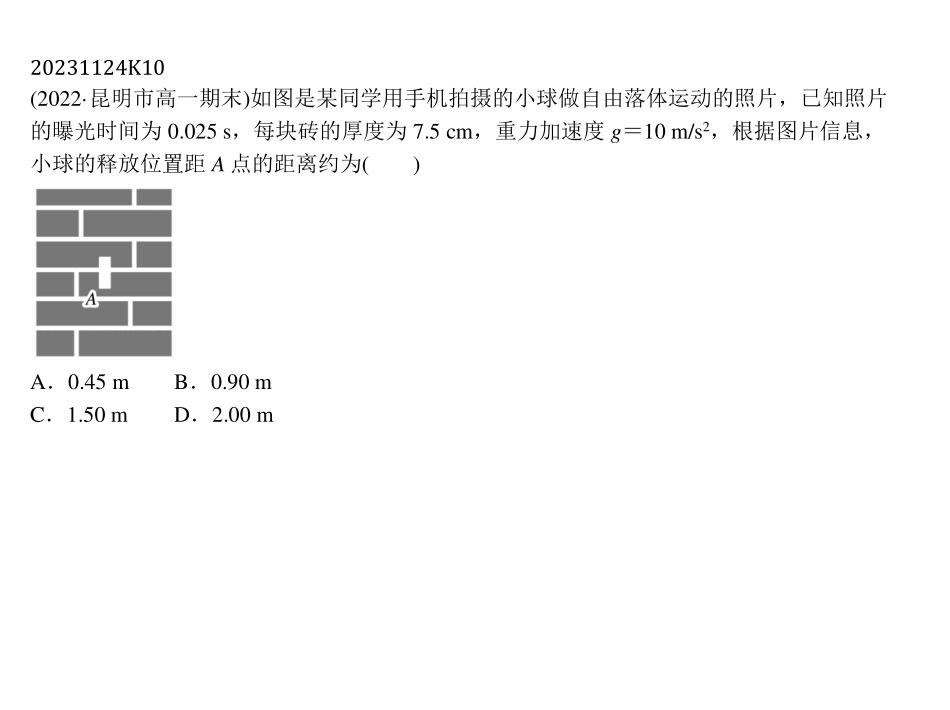 20231124K10
(2022·昆明市高一期末)如图是某同学用手机拍摄的小球做自由落体运动的照片，已知照片
的曝光时间为 0.025 s，每块砖的厚度为 7.5 cm，重力加速度 g＝10 m/s²，根据图片信息，
小球的释放位置距 A 点的距离约为(　　)
A
A．0.45 m　　B．0.90 m
C．1.50 m　　D．2.00 m